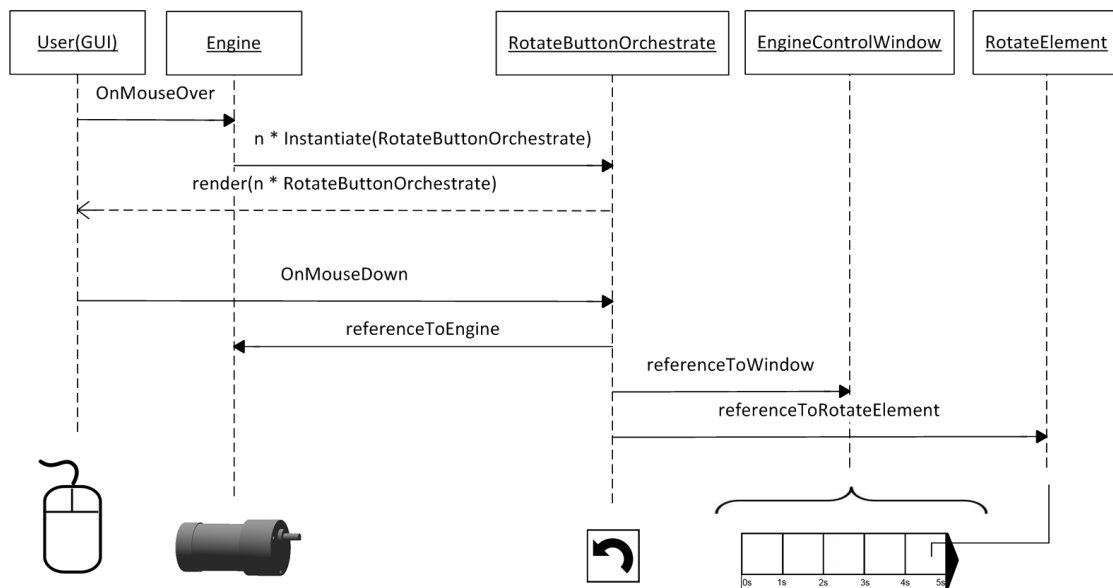 User(GUI)
Engine
RotateButtonOrchestrate
EngineControlWindow
RotateElement
OnMouseOver
n * Instantiate(RotateButtonOrchestrate)
render(n * RotateButtonOrchestrate)
OnMouseDown
referenceToEngine
referenceToWindow
referenceToRotateElement
0s 1s 2s 3s 4s 5s